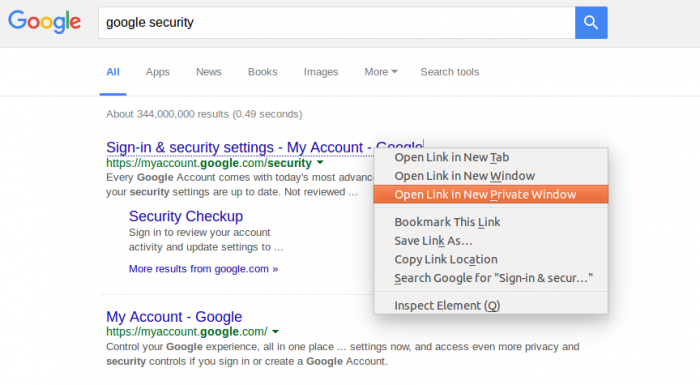 Google
google security
All Apps News Books Images More Search tools
About 344,000,000 results (0.49 seconds)
Sign-in & security settings - My Account - Google
https://myaccount.google.com/security
Every Google Account comes with today's most advanc
your security settings are up to date. Not reviewed ...
Security Checkup
Sign in to review your account
activity and update settings to ...
More results from google.com »
Open Link in New Tab
Open Link in New Window
Open Link in New Private Window
Bookmark This Link
Save Link As...
Copy Link Location
Search Google for "Sign-in & secur..."
Inspect Element (Q)
My Account - Google
https://myaccount.google.com/
Control your Google experience, all in one place ... settings now, and access even more privacy and
security controls if you sign in or create a Google Account.